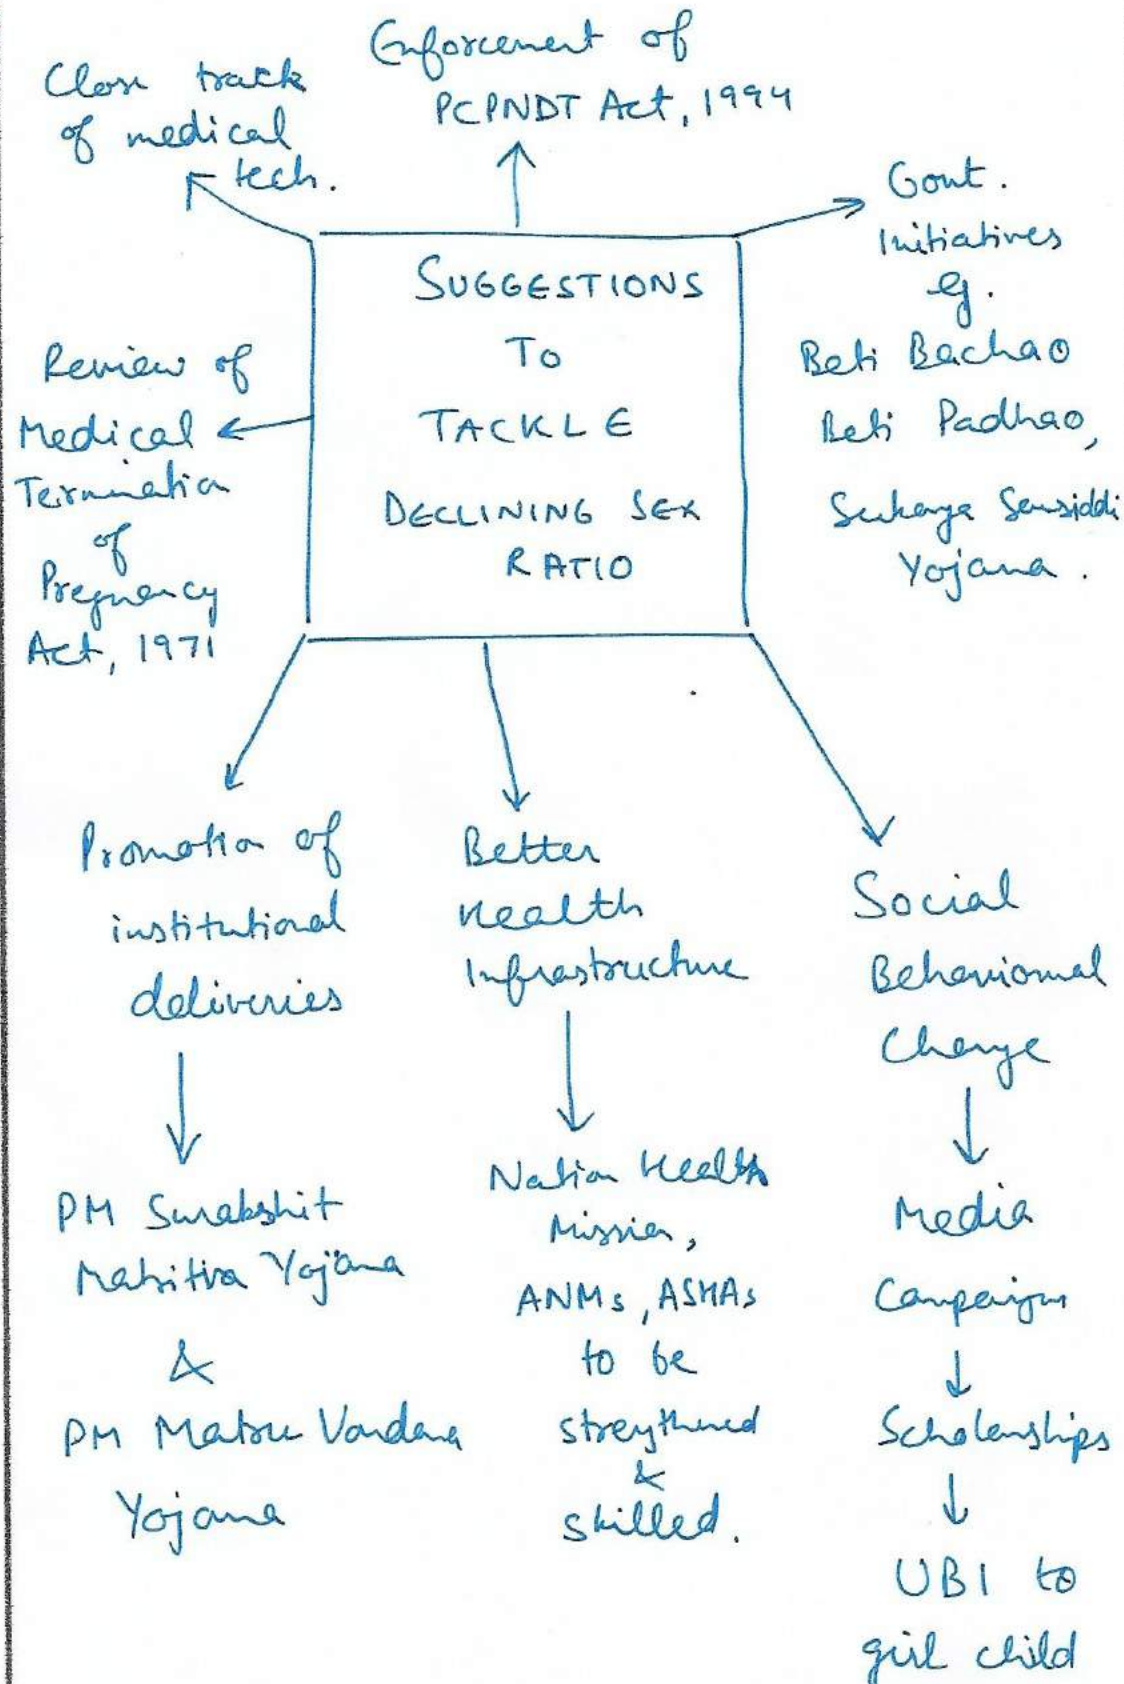 Close track
of medical
tech.
Enforcement of
PCPNDT Act, 1994
Govt.
Initiatives
eg.
Beti Bachao
Beti Padhao,
Sukanya Samsiddi
Yojana.
SUGGESTIONS
TO
TACKLE
DECLINING SEX
RATIO
Review of
Medical
Termination
of
Pregnancy
Act, 1971
Promotion of
institutional
deliveries
PM Surakshit
Matritva Yojana
&
PM Matru Vandana
Yojana
Better
Health
Infrastructure
Nation Health
Mission,
ANMs, ASHAs
to be
strengthened
&
skilled.
Social
Behavioural
Change
Media
Campaigns
Scholarships
UBI to
girl child